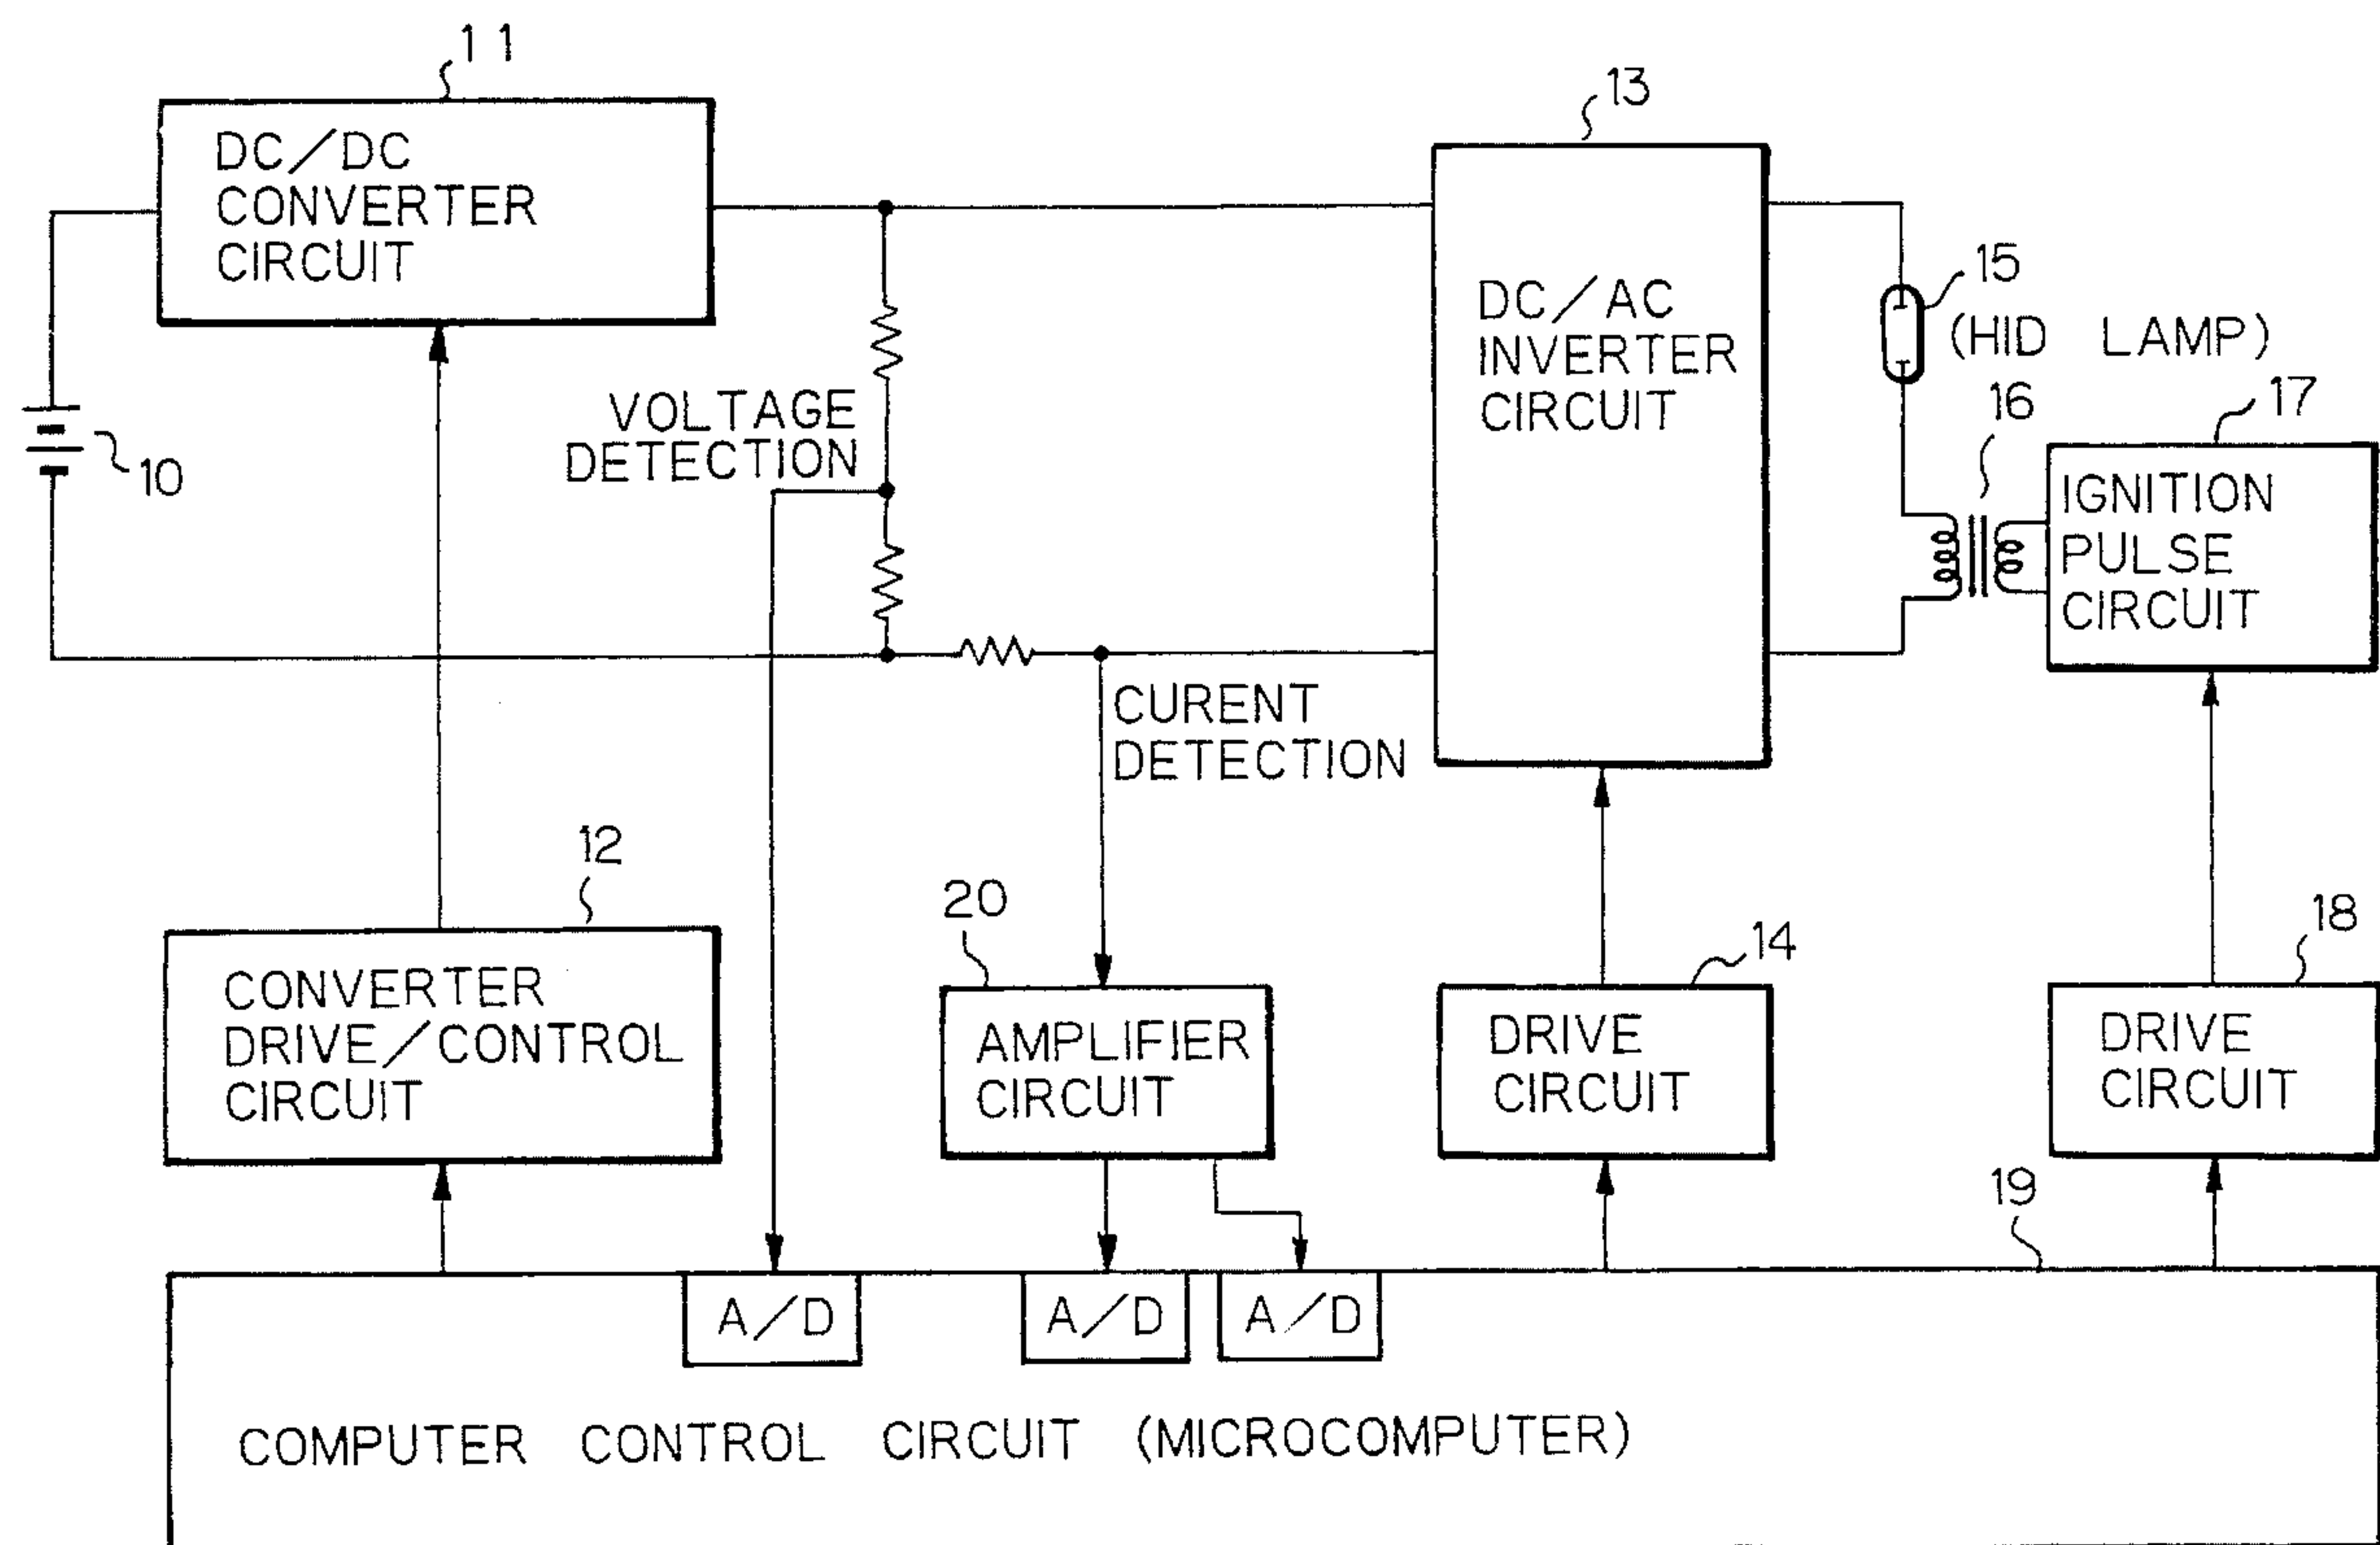 11
DC/DC
CONVERTER
CIRCUIT
13
DC/AC
INVERTER
CIRCUIT
15
(HID LAMP)
16
17
IGNITION
PULSE
CIRCUIT
10
VOLTAGE
DETECTION
CURENT
DETECTION
12
CONVERTER
DRIVE/CONTROL
CIRCUIT
20
AMPLIFIER
CIRCUIT
14
DRIVE
CIRCUIT
18
DRIVE
CIRCUIT
19
A/D
A/D
A/D
COMPUTER CONTROL CIRCUIT (MICROCOMPUTER)